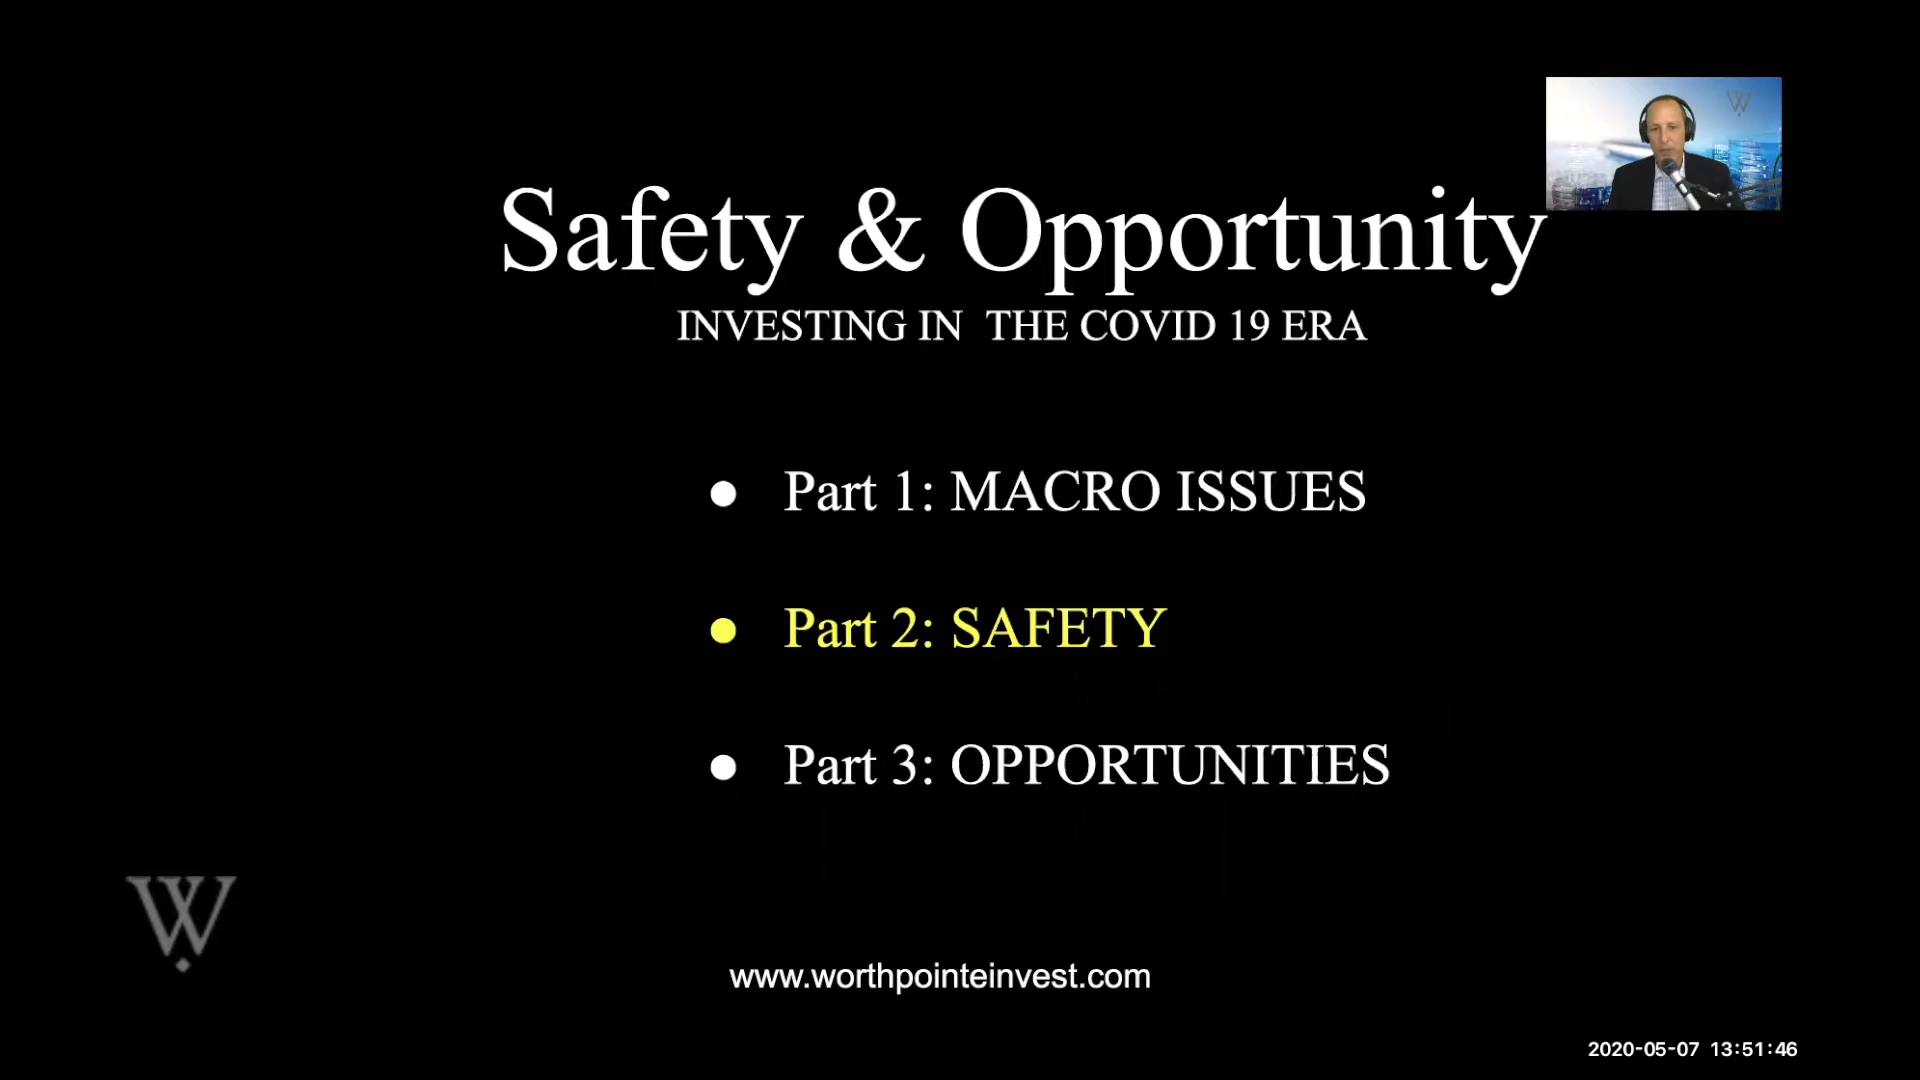 Safety & Opportunity
INVESTING IN THE COVID 19 ERA
● Part 1: MACRO ISSUES
● Part 2: SAFETY
● Part 3: OPPORTUNITIES
W
www.worthpointeinvest.com
2020-05-07 13:51:46